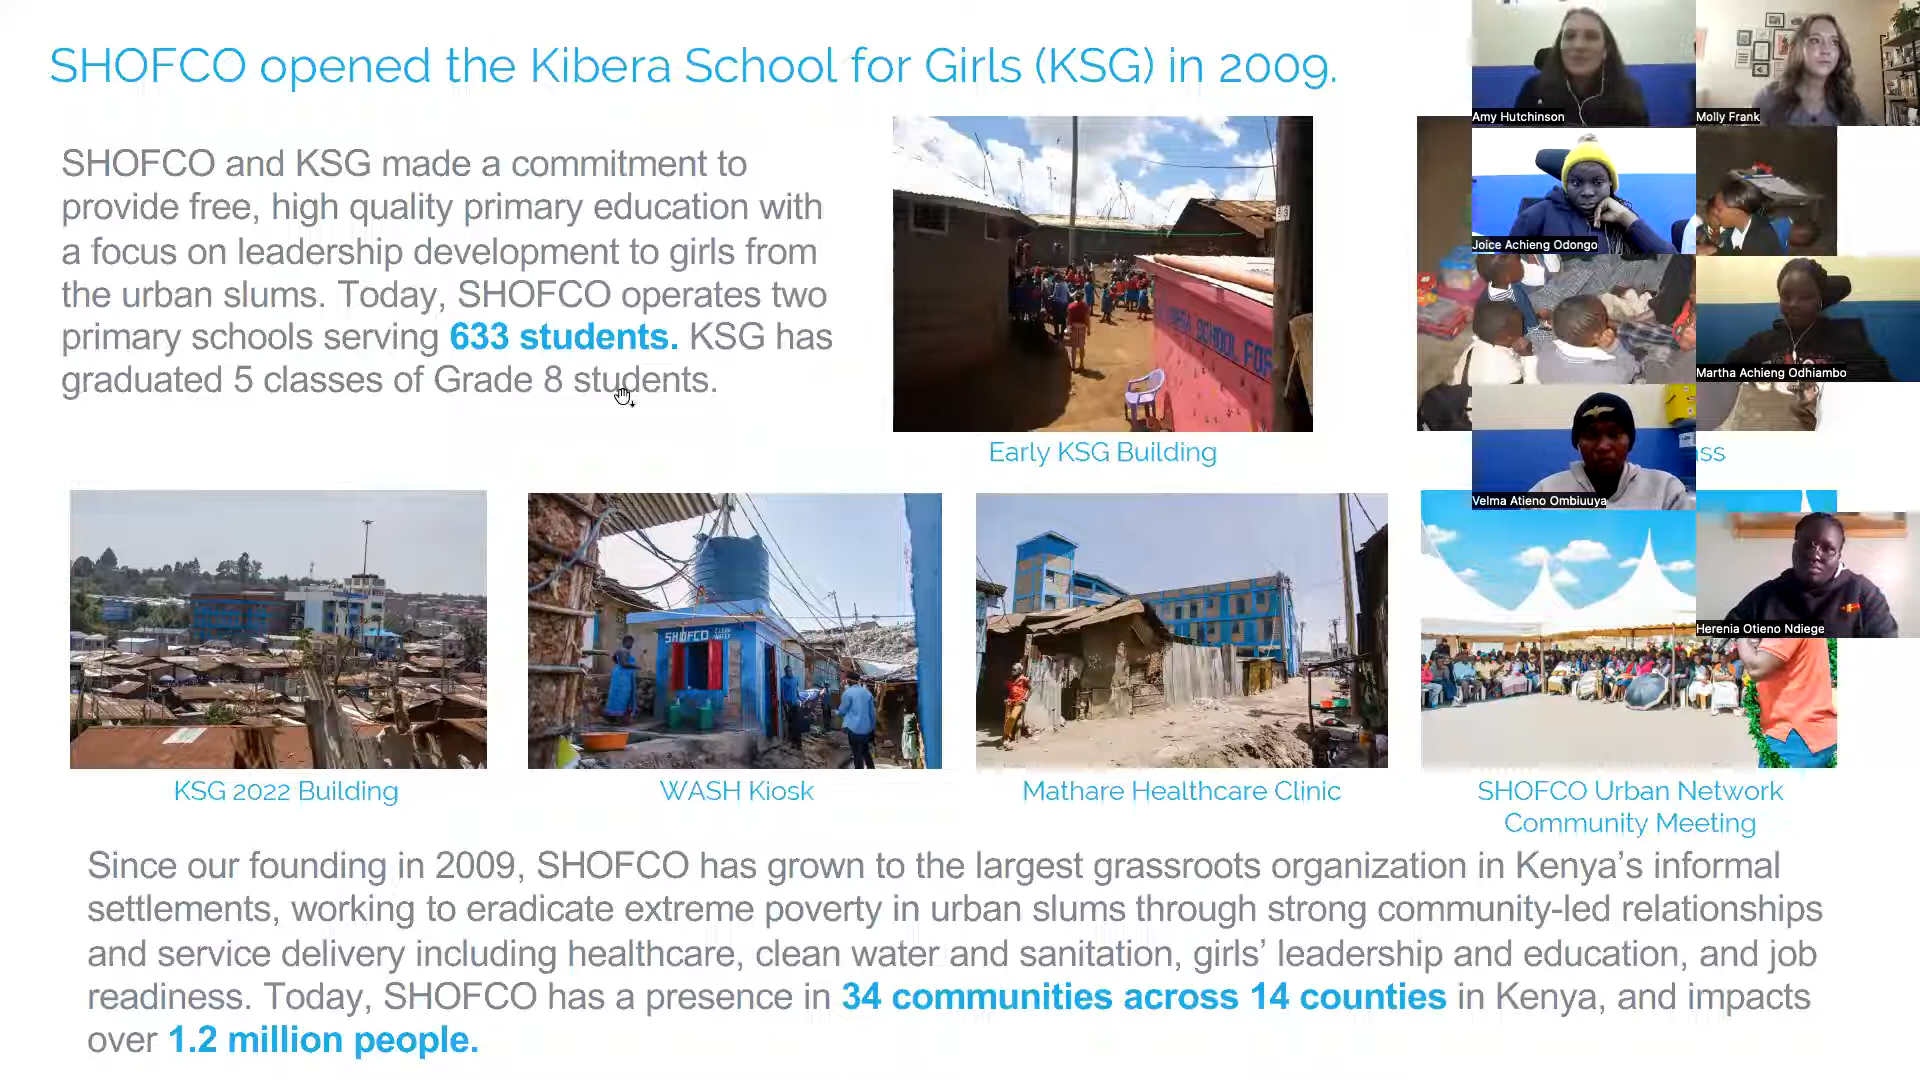 SHOFCO opened the Kibera School for Girls (KSG) in 2009.
SHOFCO and KSG made a commitment to
provide free, high quality primary education with
a focus on leadership development to girls from
the urban slums. Today, SHOFCO operates two
primary schools serving 633 students. KSG has
graduated 5 classes of Grade 8 students.
SCHOOL FOR
Early KSG Building
Amy Hutchinson
Molly Frank
Joice Achieng Odongo
Martha Achieng Odhiambo
Velma Atieno Ombiuuya
Herenia Otieno Ndiege
SHOFCO CLEAN
KSG 2022 Building
WASH Kiosk
Mathare Healthcare Clinic
SHOFCO Urban Network
Community Meeting
Since our founding in 2009, SHOFCO has grown to the largest grassroots organization in Kenya’s informal
settlements, working to eradicate extreme poverty in urban slums through strong community-led relationships
and service delivery including healthcare, clean water and sanitation, girls’ leadership and education, and job
readiness. Today, SHOFCO has a presence in 34 communities across 14 counties in Kenya, and impacts
over 1.2 million people.